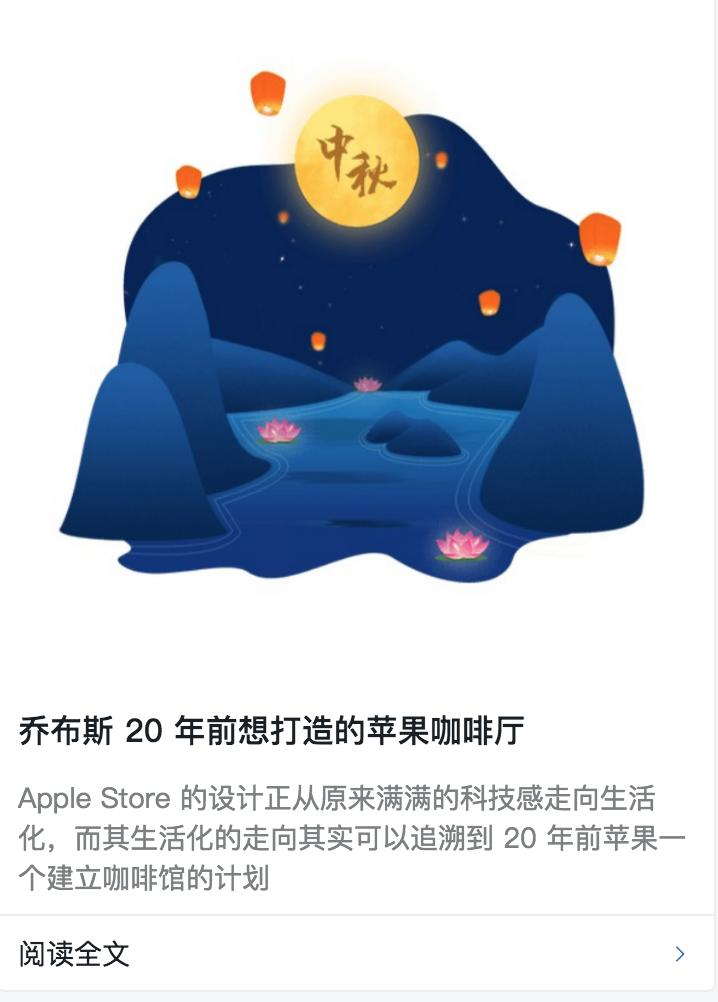 中秋
乔布斯 20 年前想打造的苹果咖啡厅
Apple Store 的设计正从原来满满的科技感走向生活
化，而其生活化的走向其实可以追溯到 20 年前苹果一
个建立咖啡馆的计划
阅读全文